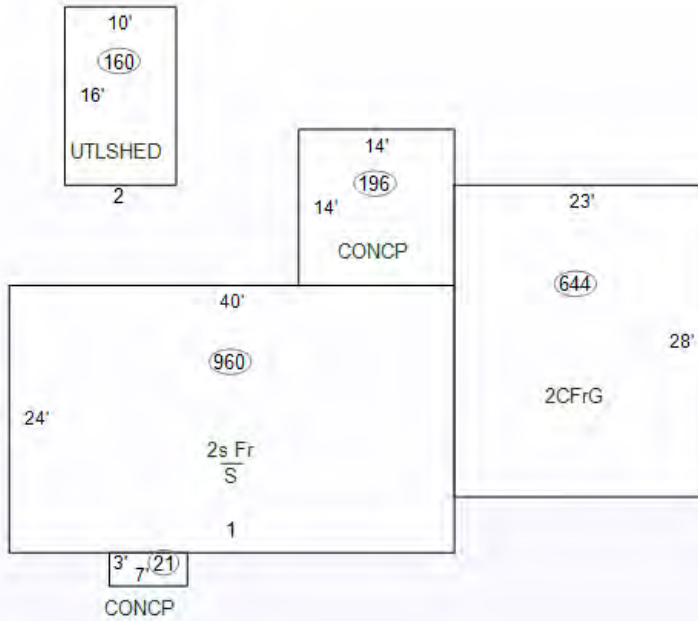 10'
160
16'
UTLSHED
2
14'
196
14'
CONCP
23'
644
28'
2CFrG
40'
960
24'
2s Fr
S
1
3'
7'
21
CONCP